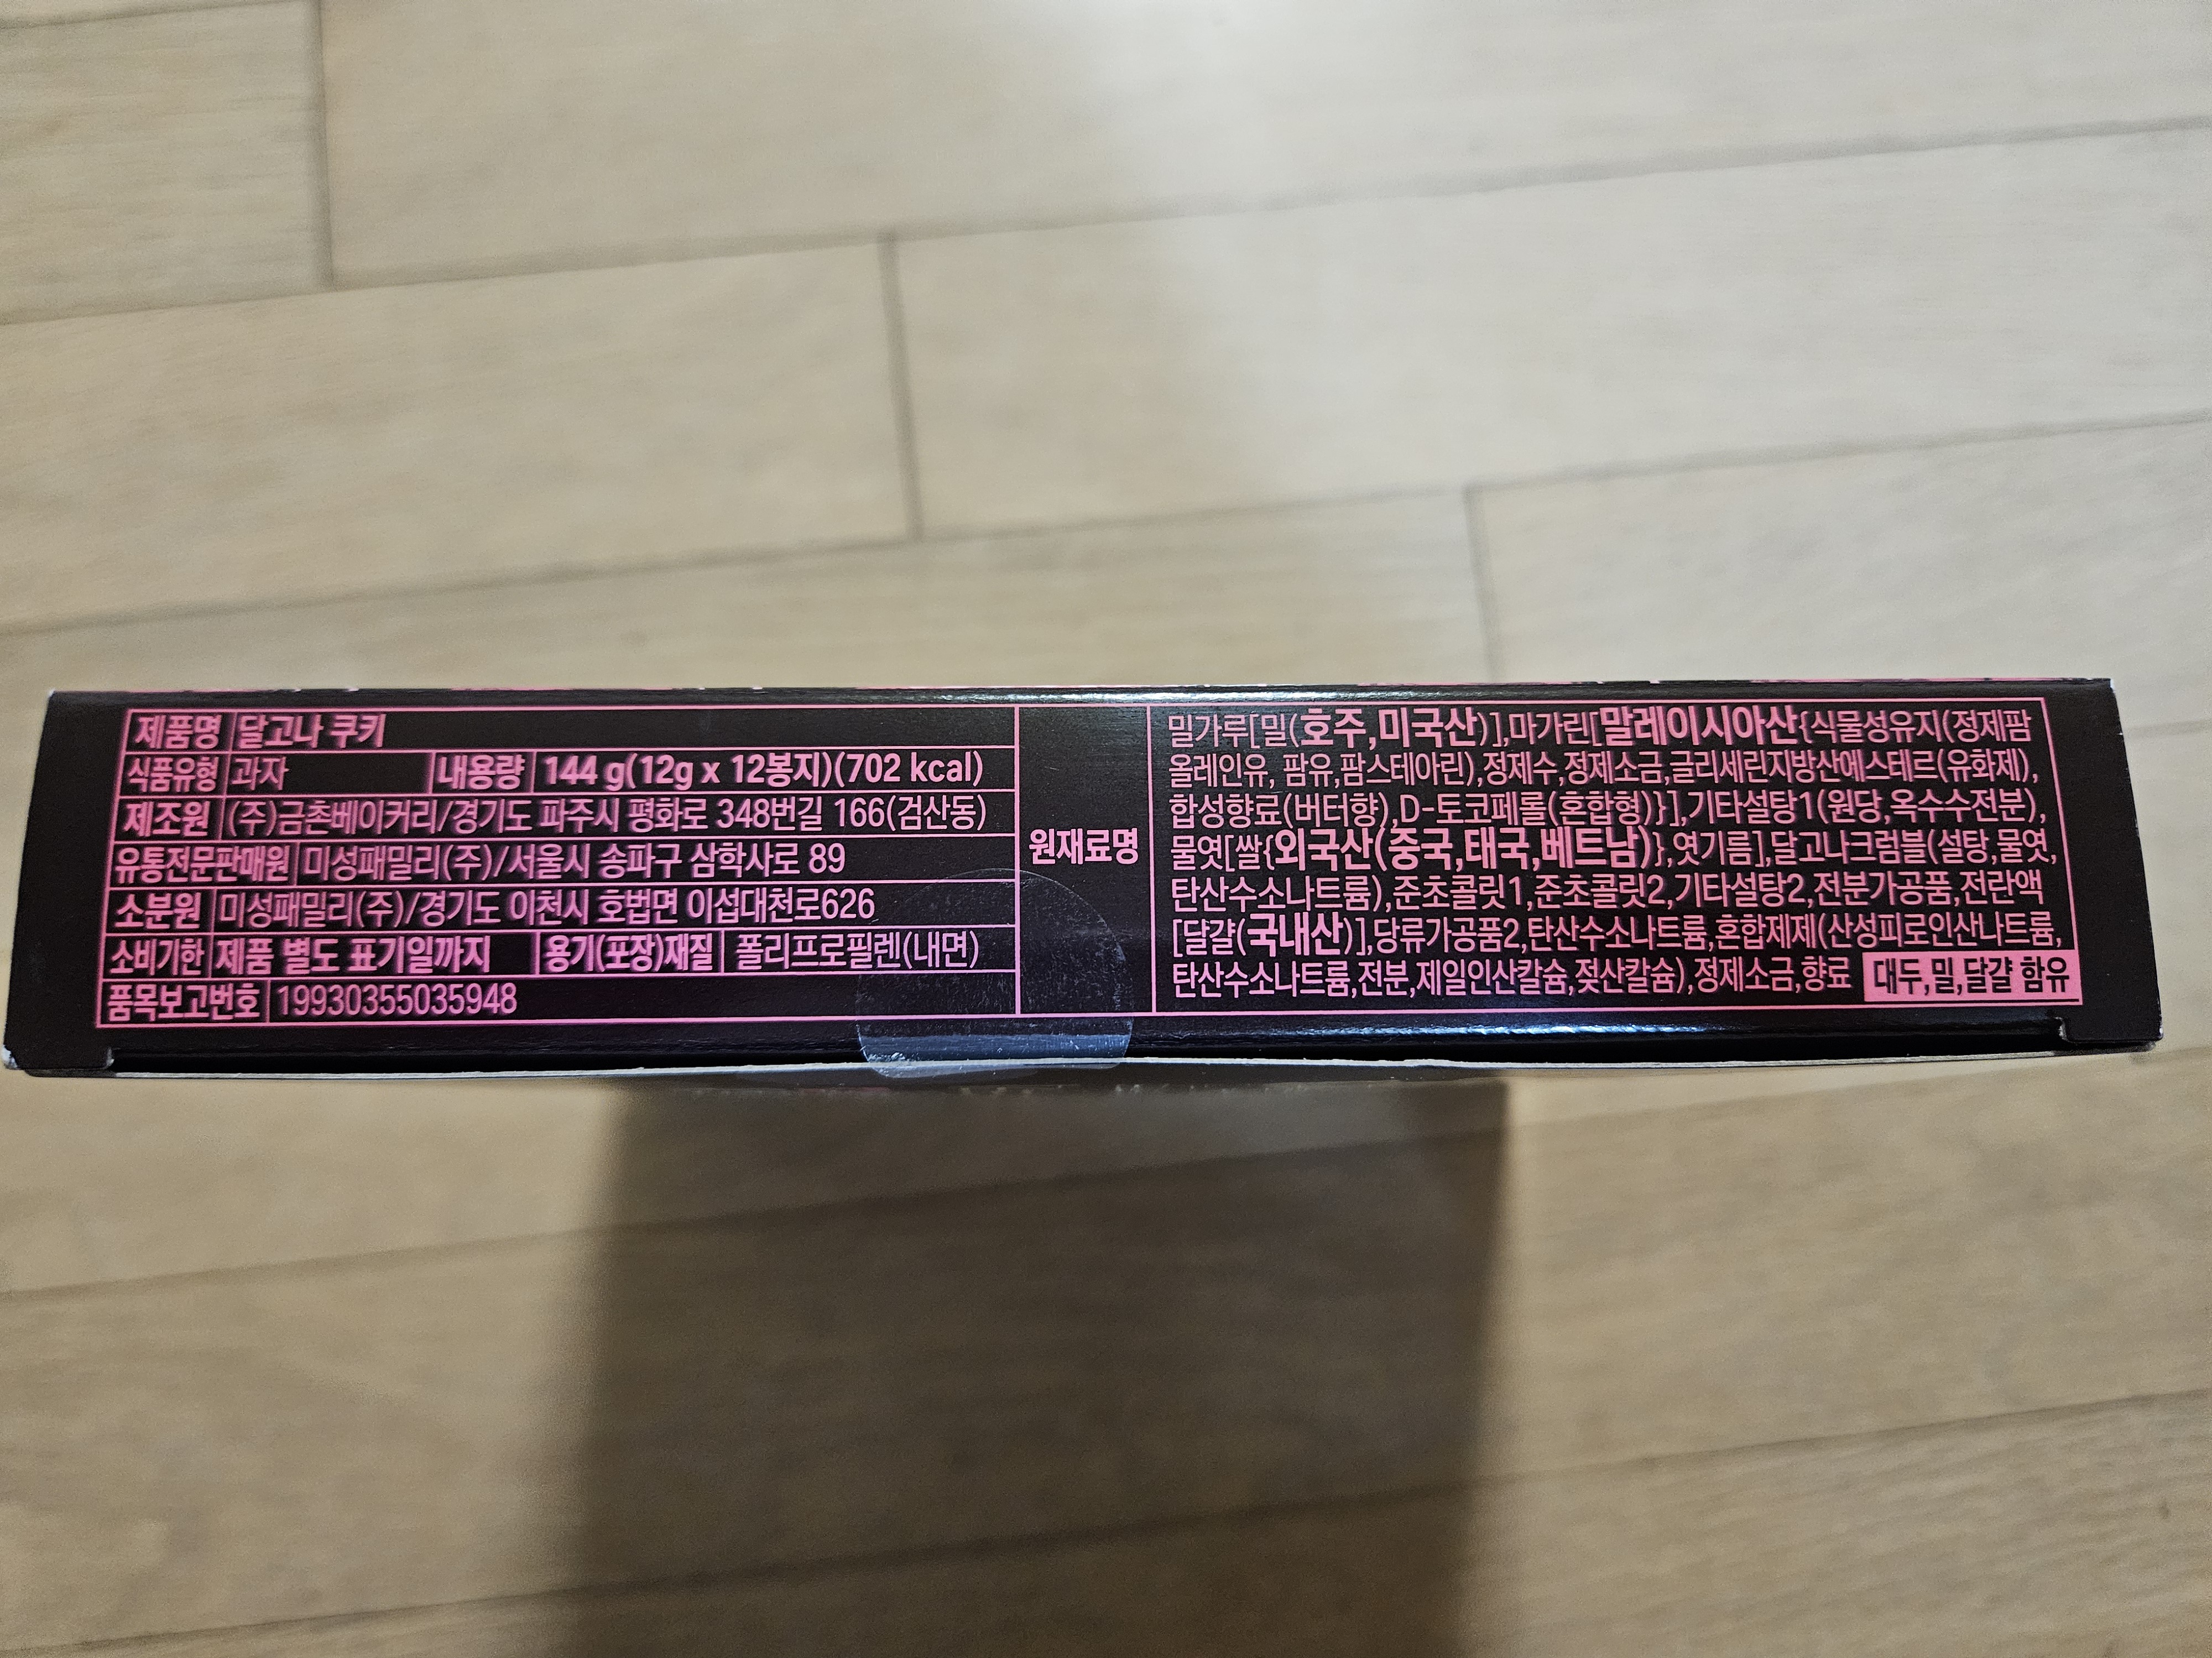 제품명 달고나 쿠키
식품유형 과자 내용량 144 g(12g x 12봉지)(702 kcal)
제조원 (주)금촌베이커리/경기도 파주시 평화로 348번길 166(검산동)
유통전문판매원 미성패밀리(주)/서울시 송파구 삼학사로 89
소분원 미성패밀리(주)/경기도 이천시 호법면 이섭대천로626
소비기한 제품 별도 표기일까지 용기(포장)재질 폴리프로필렌(내면)
품목보고번호 19930355035948
원재료명
밀가루[밀(호주,미국산)],마가린[말레이시아산{식물성유지(정제팜
올레인유, 팜유,팜스테아린),정제수,정제소금,글리세린지방산에스테르(유화제),
합성향료(버터향),D-토코페롤(혼합형)}],기타설탕1(원당,옥수수전분),
물엿[쌀{외국산(중국,태국,베트남)},엿기름],달고나크럼블(설탕,물엿,
탄산수소나트륨),준초콜릿1,준초콜릿2,기타설탕2,전분가공품,전란액
[달걀(국내산)],당류가공품2,탄산수소나트륨,혼합제제(산성피로인산나트륨,
탄산수소나트륨,전분,제일인산칼슘,젖산칼슘),정제소금,향료 대두,밀,달걀 함유